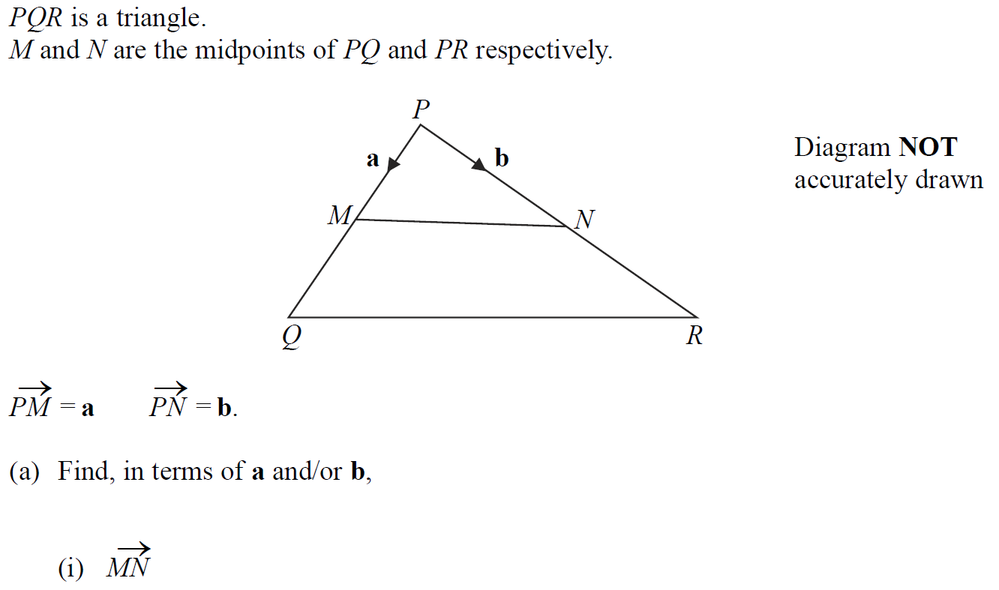 PQR is a triangle.
M and N are the midpoints of PQ and PR respectively.
P
Diagram NOT
accurately drawn
a
b
M
N
Q
R
PM⃗ = a PN⃗ = b.
(a) Find, in terms of a and/or b,
(i) MN⃗